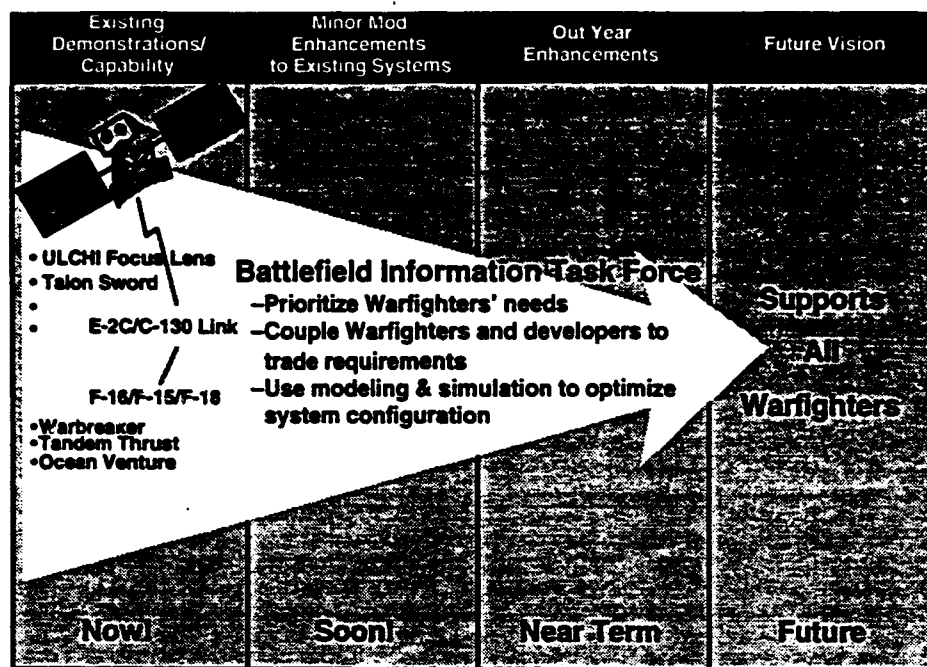 Existing
Demonstrations/
Capability
Minor Mod
Enhancements
to Existing Systems
Out Year
Enhancements
Future Vision
• ULCHI Focus Lens
• Talon Sword
•
• E-2C/C-130 Link
F-16/F-15/F-18
•Warbreaker
•Tandem Thrust
•Ocean Venture
Battlefield Information Task Force
–Prioritize Warfighters' needs
–Couple Warfighters and developers to
trade requirements
–Use modeling & simulation to optimize
system configuration
Supports
All
Warfighters
Now!
Soon!
Near Term
Future